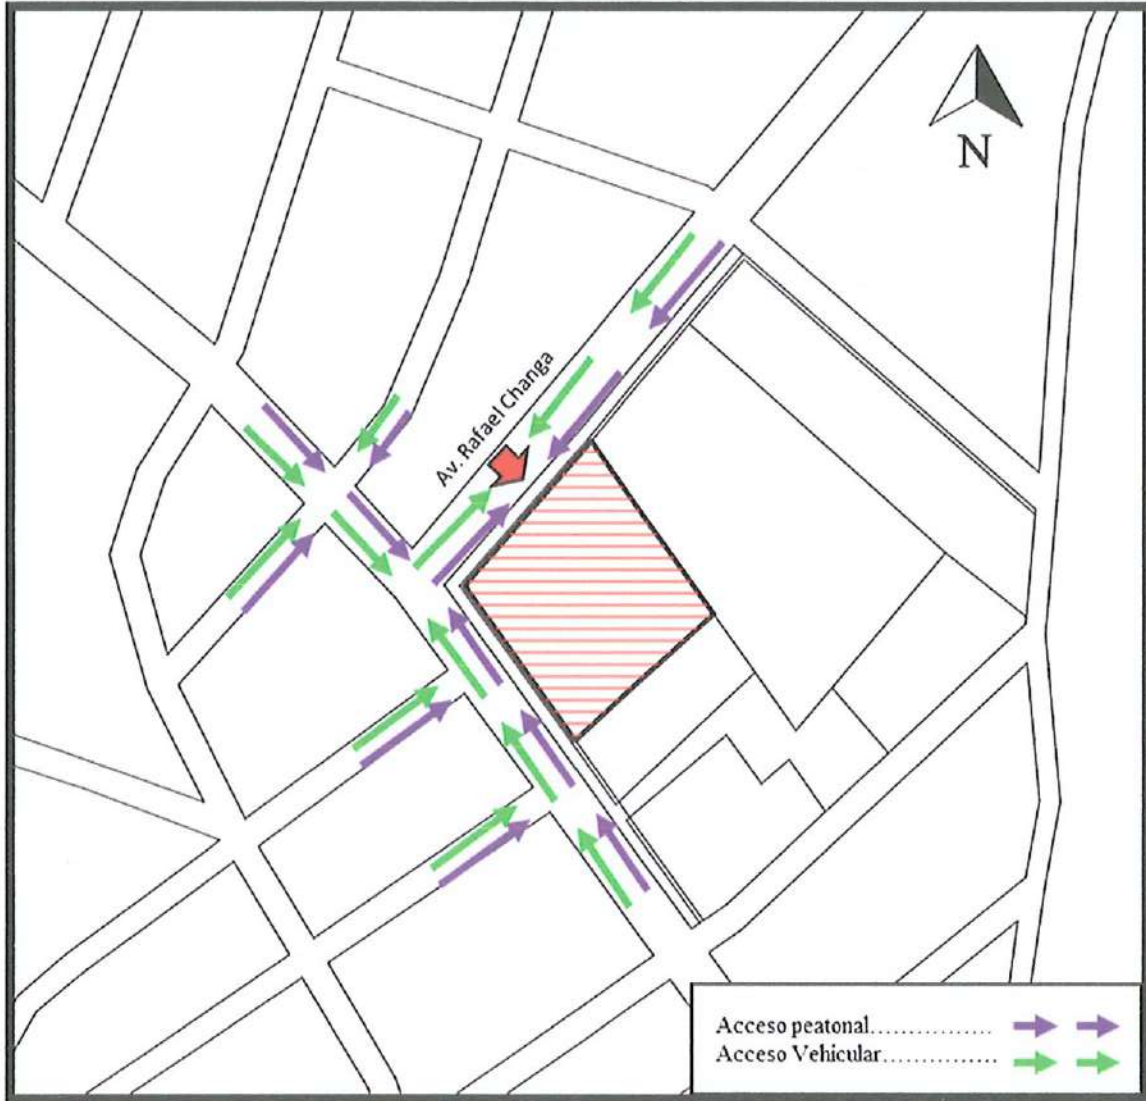 N
Av. Rafael Changa
Acceso peatonal...............
Acceso Vehicular...............